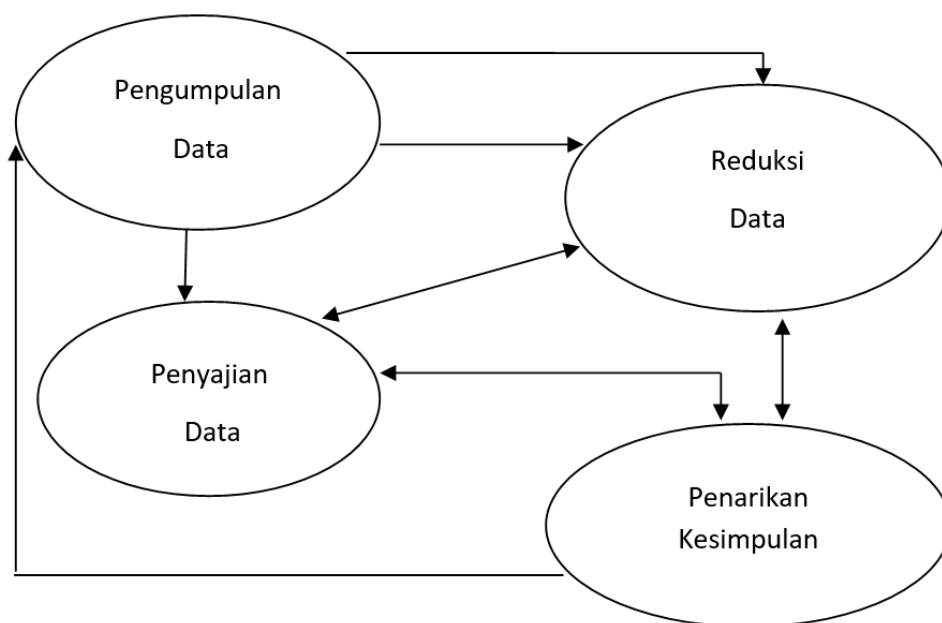 Pengumpulan
Data
Reduksi
Data
Penyajian
Data
Penarikan
Kesimpulan